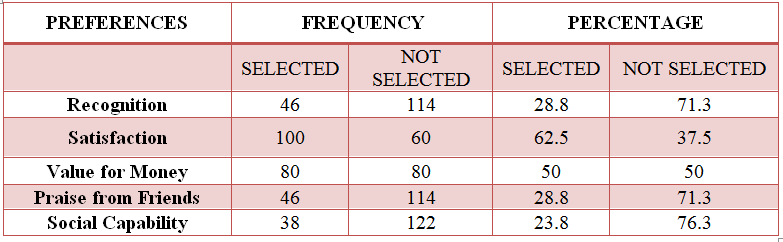 PREFERENCES FREQUENCY PERCENTAGE
SELECTED NOT SELECTED SELECTED NOT SELECTED
Recognition 46 114 28.8 71.3
Satisfaction 100 60 62.5 37.5
Value for Money 80 80 50 50
Praise from Friends 46 114 28.8 71.3
Social Capability 38 122 23.8 76.3